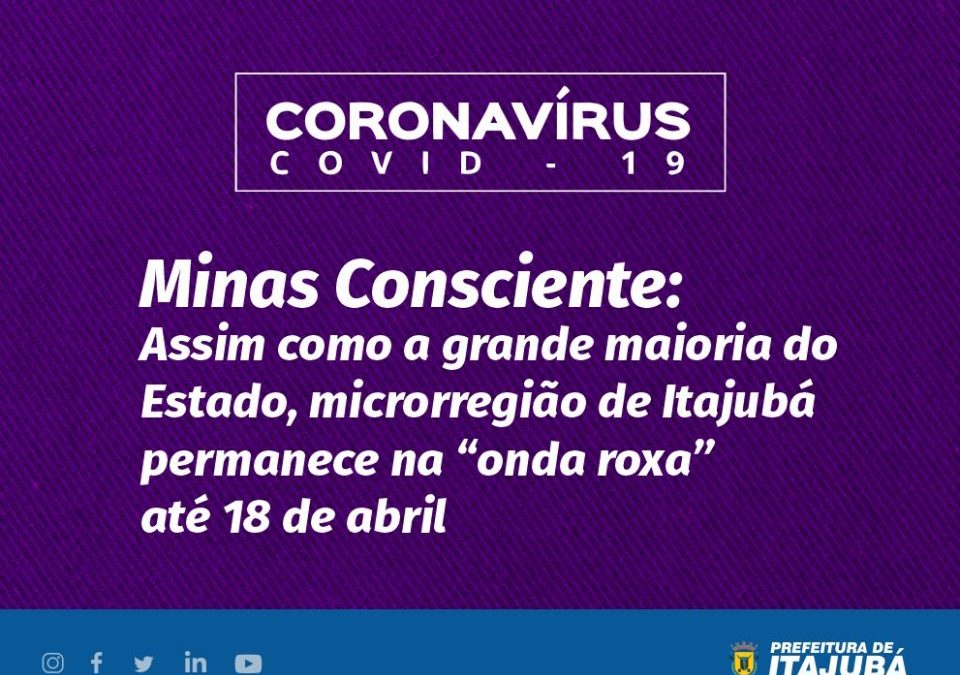 CORONAVÍRUS
COVID - 19
Minas Consciente:
Assim como a grande maioria do
Estado, microrregião de Itajubá
permanece na “onda roxa”
até 18 de abril
PREFEITURA DE
ITAJUBÁ